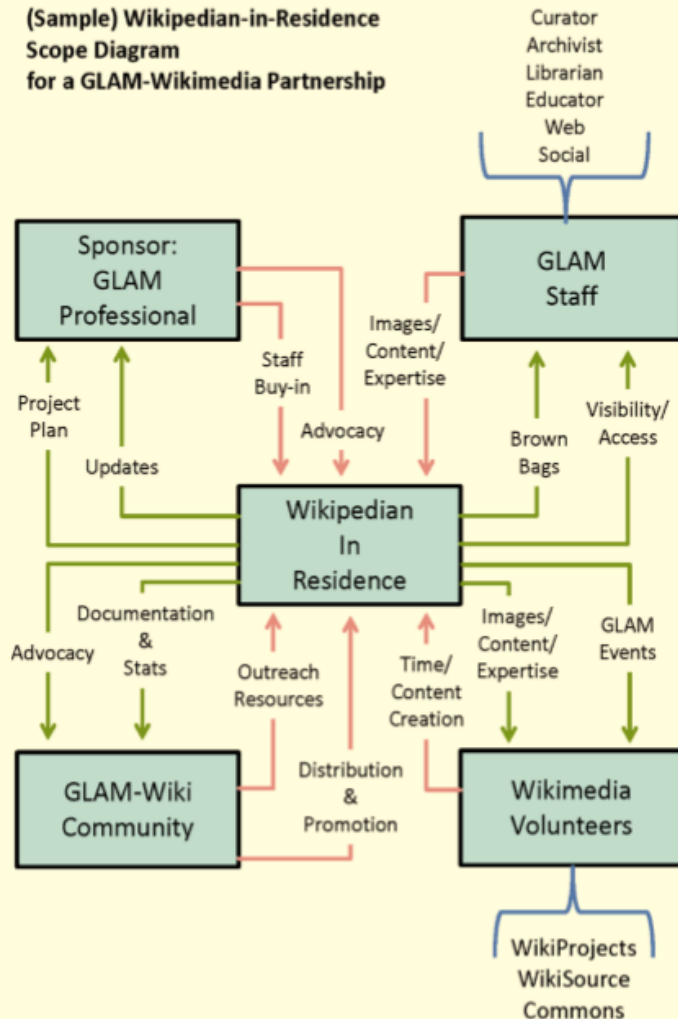 (Sample) Wikipedian-in-Residence
Scope Diagram
for a GLAM-Wikimedia Partnership
Curator
Archivist
Librarian
Educator
Web
Social
Sponsor:
GLAM
Professional
GLAM
Staff
Images/
Content/
Expertise
Staff
Buy-in
Advocacy
Project
Plan
Updates
Brown
Bags
Visibility/
Access
Wikipedian
In
Residence
Advocacy
Documentation
&
Stats
Outreach
Resources
Distribution
&
Promotion
Time/
Content
Creation
Images/
Content/
Expertise
GLAM
Events
GLAM-Wiki
Community
Wikimedia
Volunteers
WikiProjects
WikiSource
Commons